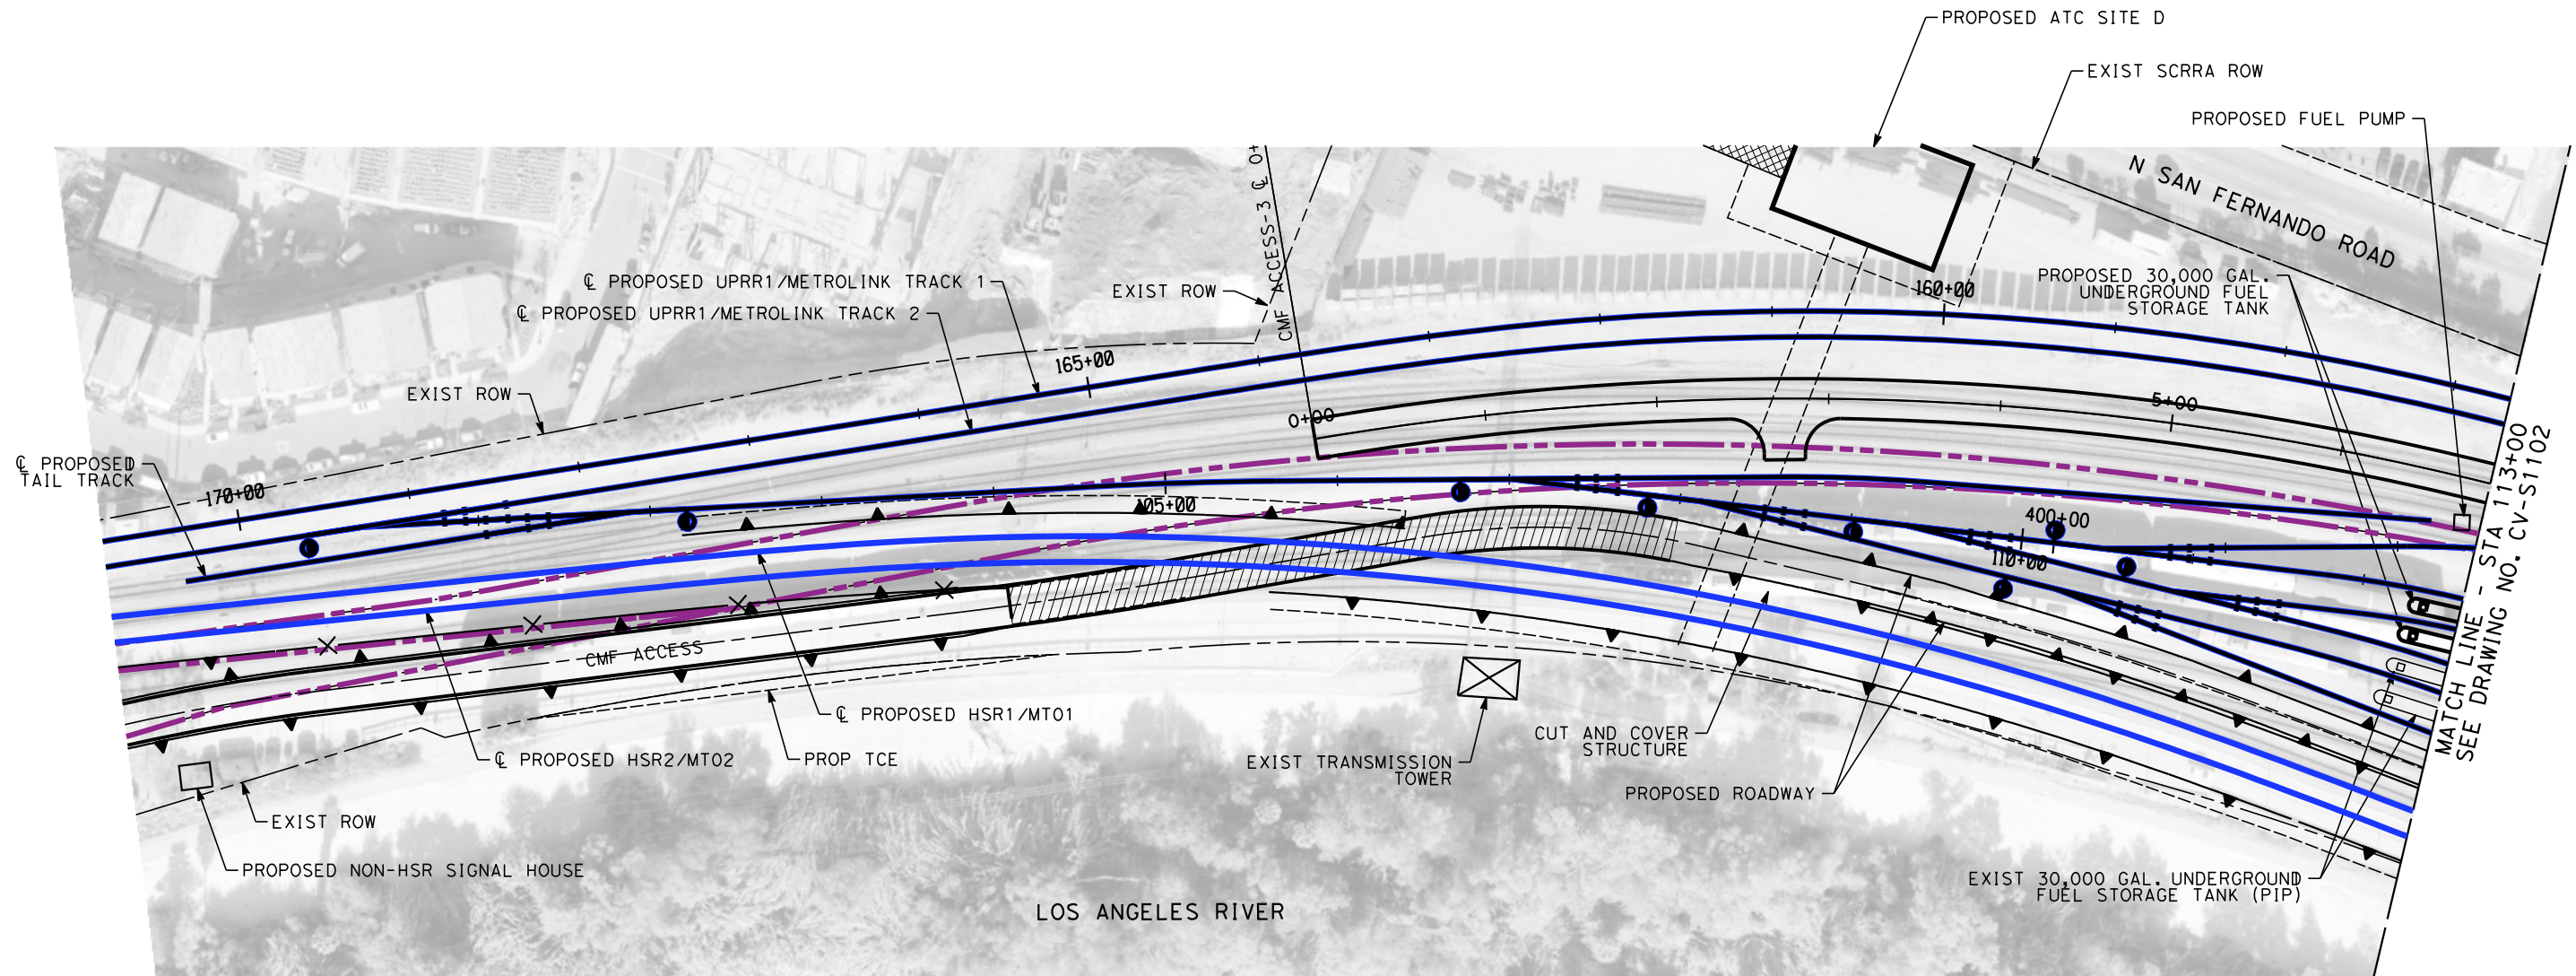 PROPOSED ATC SITE D
EXIST SCRRA ROW
PROPOSED FUEL PUMP
N SAN FERNANDO ROAD
CMF ACCESS-3 ℄ 0+
℄ PROPOSED UPRR1/METROLINK TRACK 1
EXIST ROW
℄ PROPOSED UPRR1/METROLINK TRACK 2
160+00
PROPOSED 30,000 GAL.
UNDERGROUND FUEL
STORAGE TANK
165+00
EXIST ROW
0+00
5+00
℄ PROPOSED
TAIL TRACK
170+00
105+00
400+00
110+00
MATCH LINE - STA 113+00
SEE DRAWING NO. CV-S1102
CMF ACCESS
℄ PROPOSED HSR1/MT01
℄ PROPOSED HSR2/MT02
PROP TCE
EXIST TRANSMISSION
TOWER
CUT AND COVER
STRUCTURE
PROPOSED ROADWAY
EXIST ROW
PROPOSED NON-HSR SIGNAL HOUSE
EXIST 30,000 GAL. UNDERGROUND
FUEL STORAGE TANK (PIP)
LOS ANGELES RIVER